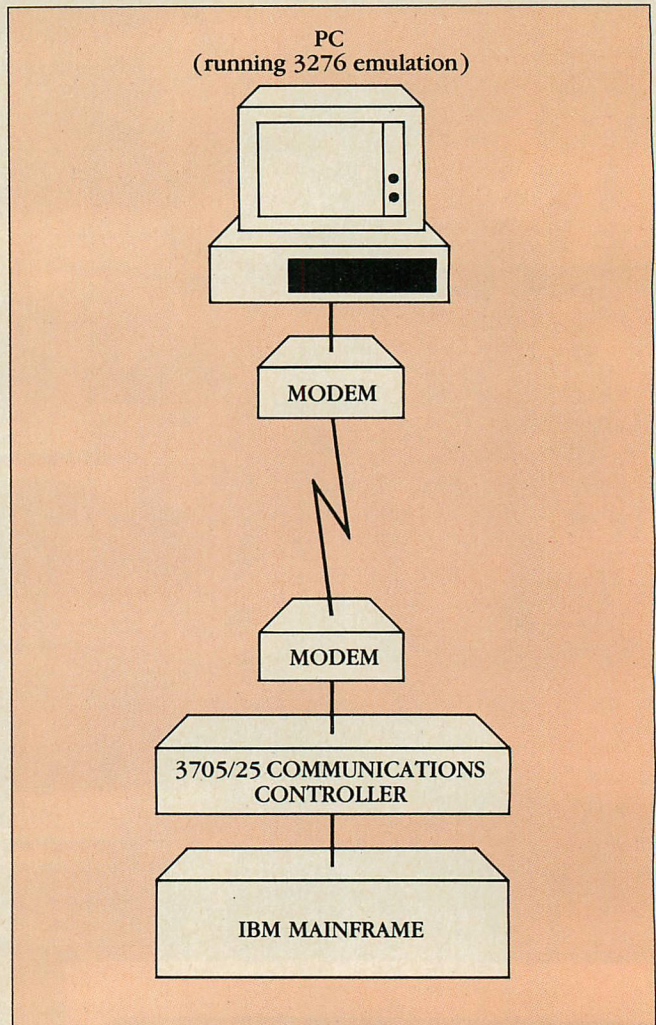 PC
(running 3276 emulation)
MODEM
MODEM
3705/25 COMMUNICATIONS
CONTROLLER
IBM MAINFRAME